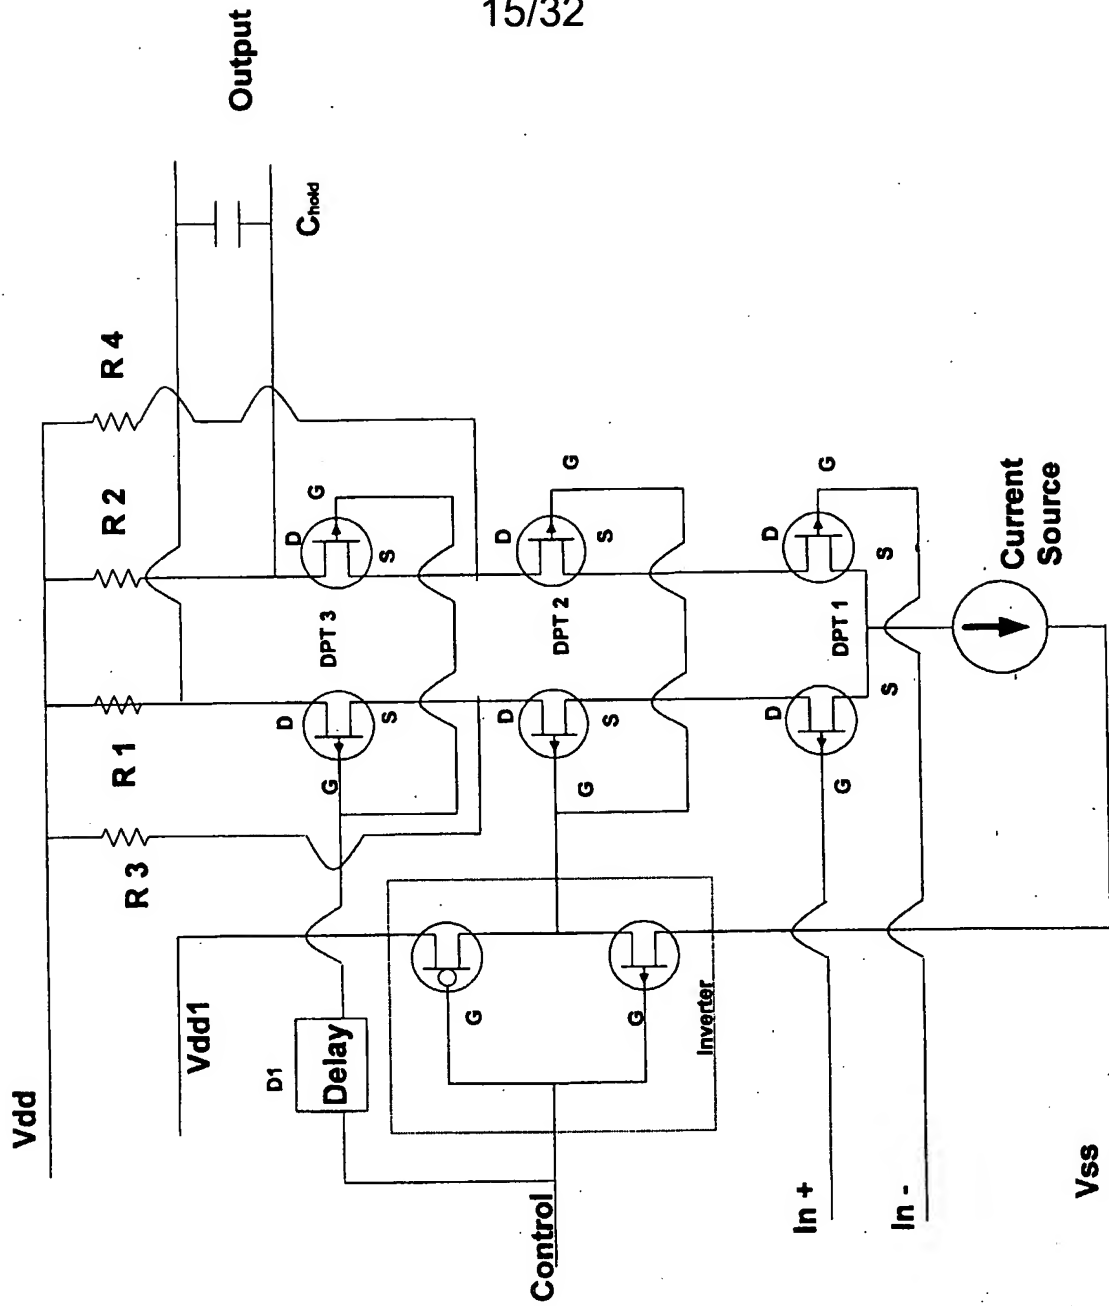 15/32
Vdd
Vdd1
D1
Delay
Control
In +
In -
Vss
R 3
R 1
R 2
R 4
Output
Chold
G
D
S
DPT 3
D
G
S
G
D
S
DPT 2
D
G
S
G
D
S
DPT 1
D
G
S
G
G
Inverter
Current
Source